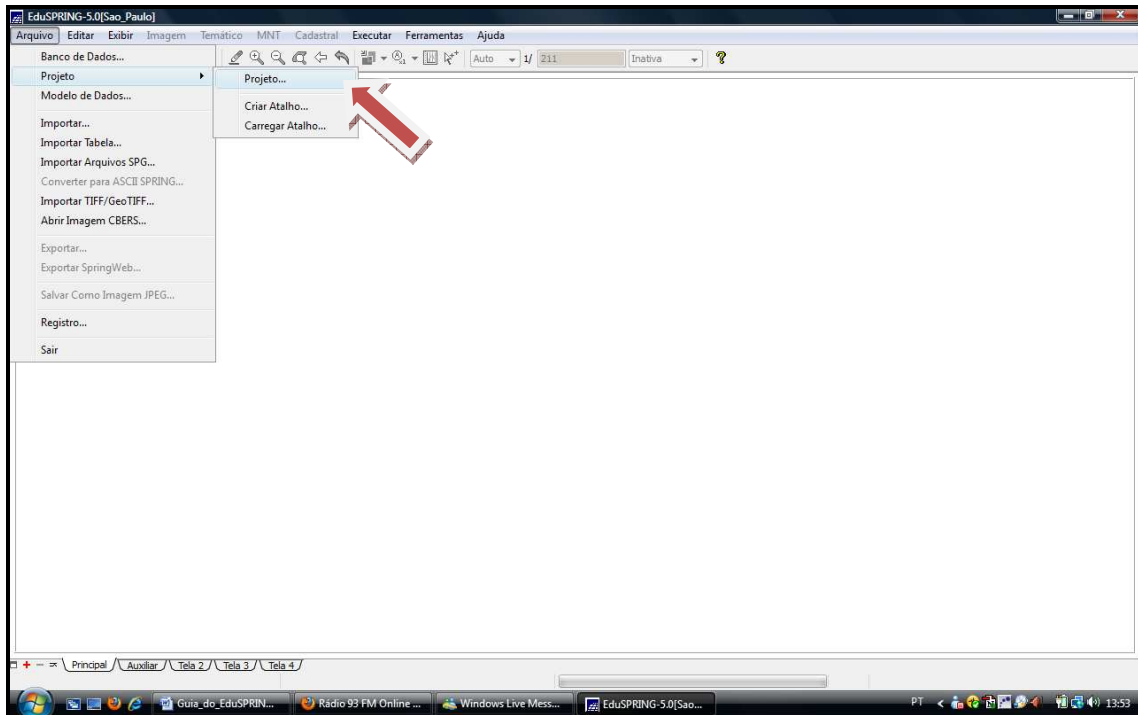 EduSPRING-5.0[Sao_Paulo]
Arquivo Editar Exibir Imagem Temático MNT Cadastral Executar Ferramentas Ajuda
Auto 1/ 211 Inativa
Banco de Dados...
Projeto
Modelo de Dados...
Importar...
Importar Tabela...
Importar Arquivos SPG...
Converter para ASCII SPRING...
Importar TIFF/GeoTIFF...
Abrir Imagem CBERS...
Exportar...
Exportar SpringWeb...
Salvar Como Imagem JPEG...
Registro...
Sair
Projeto...
Criar Atalho...
Carregar Atalho...
Principal Auxiliar Tela 2 Tela 3 Tela 4
Guia_do_EduSPRIN... Rádio 93 FM Online ... Windows Live Mess... EduSPRING-5.0[Sao... PT 13:53